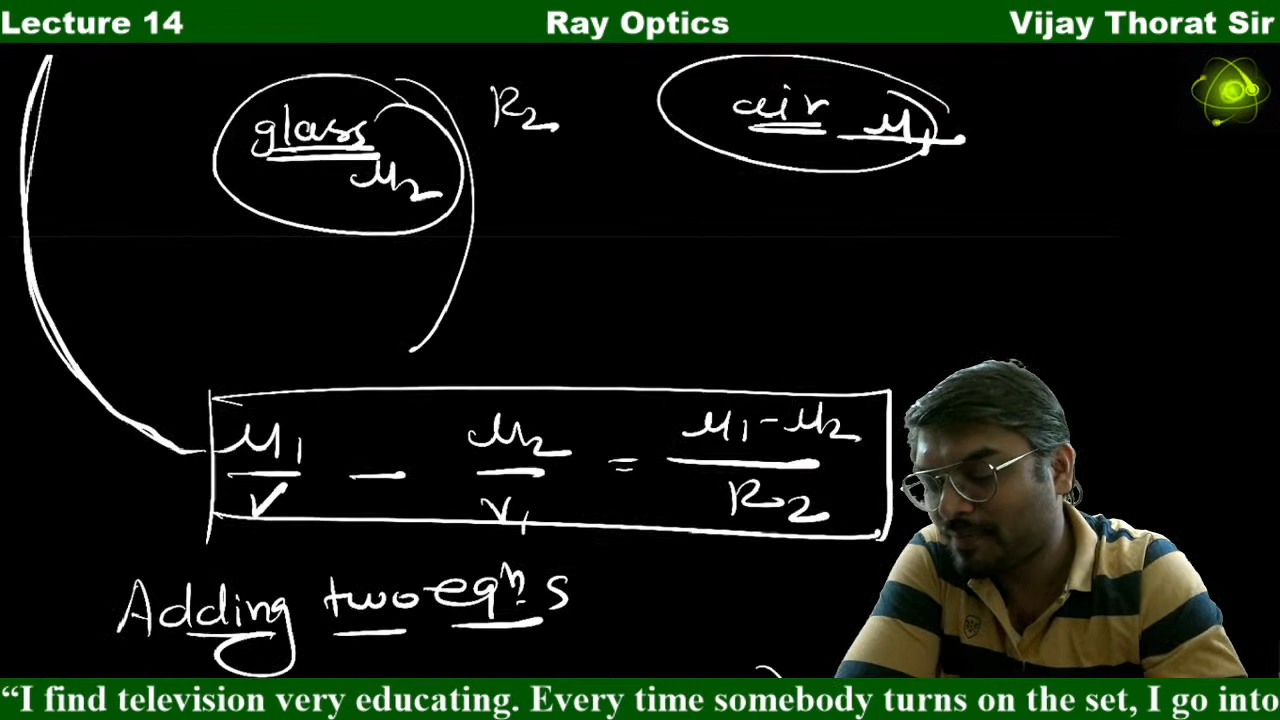 Lecture 14 Ray Optics Vijay Thorat Sir
glass μ2 R2 air μ1
μ1/v — μ2/v1 = μ1-μ2/R2
Adding two eqn.s
“I find television very educating. Every time somebody turns on the set, I go into